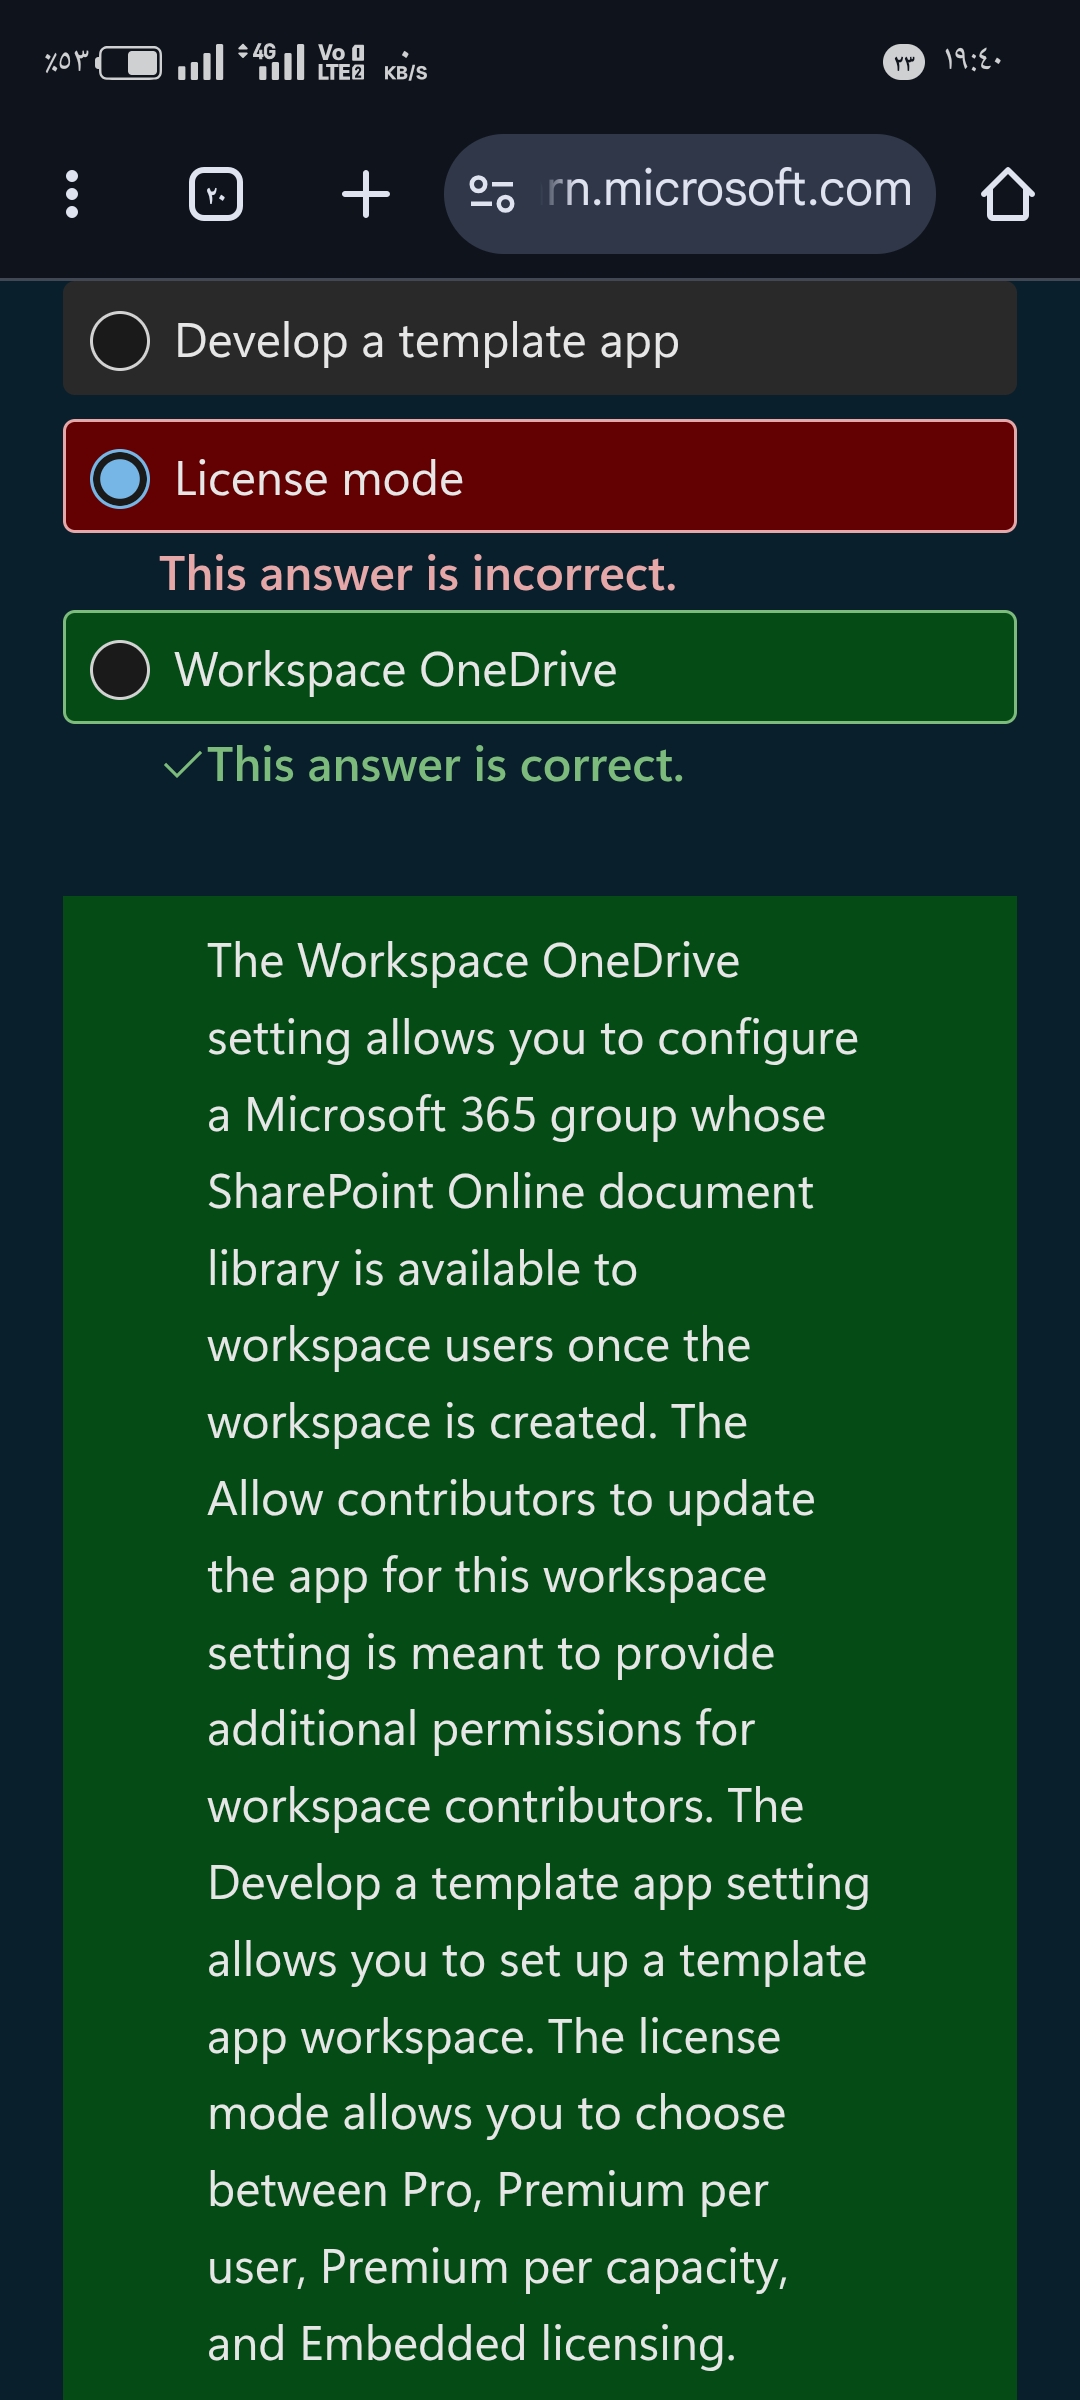 ٪٥٣ 4G Vo 1 LTE 2 ٠ KB/S ٢٣ ١٩:٤٠
٢٠ rn.microsoft.com
Develop a template app
License mode
This answer is incorrect.
Workspace OneDrive
✓This answer is correct.
The Workspace OneDrive
setting allows you to configure
a Microsoft 365 group whose
SharePoint Online document
library is available to
workspace users once the
workspace is created. The
Allow contributors to update
the app for this workspace
setting is meant to provide
additional permissions for
workspace contributors. The
Develop a template app setting
allows you to set up a template
app workspace. The license
mode allows you to choose
between Pro, Premium per
user, Premium per capacity,
and Embedded licensing.